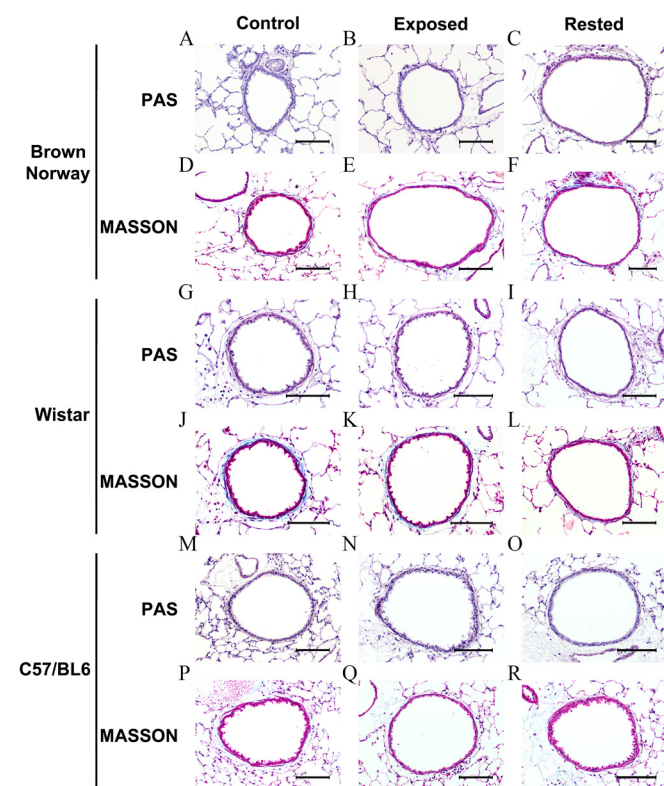 Control Exposed Rested
A B C
PAS
Brown
Norway
D E F
MASSON
G H I
PAS
Wistar
J K L
MASSON
M N O
PAS
C57/BL6
P Q R
MASSON